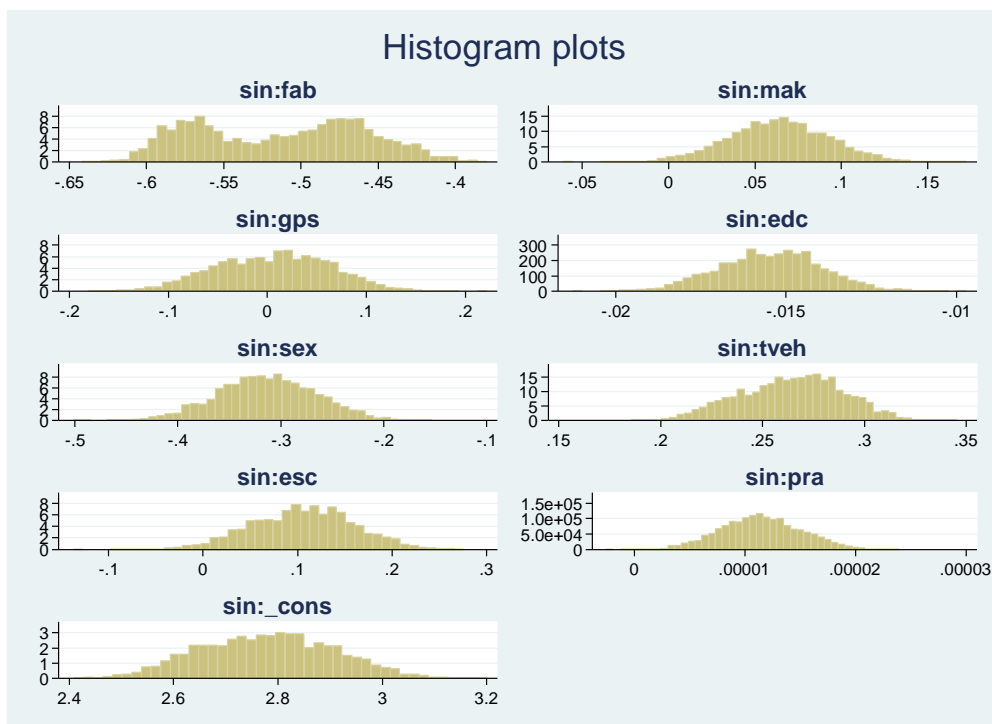 Histogram plots
sin:fab
8
6
4
2
0
-.65 -.6 -.55 -.5 -.45 -.4
sin:mak
15
10
5
0
-.05 0 .05 .1 .15
sin:gps
8
6
4
2
0
-.2 -.1 0 .1 .2
sin:edc
300
200
100
0
-.02 -.015 -.01
sin:sex
8
6
4
2
0
-.5 -.4 -.3 -.2 -.1
sin:tveh
15
10
5
0
.15 .2 .25 .3 .35
sin:esc
8
6
4
2
0
-.1 0 .1 .2 .3
sin:pra
1.5e+05
1.0e+05
5.0e+04
0
0 .00001 .00002 .00003
sin:_cons
3
2
1
0
2.4 2.6 2.8 3 3.2